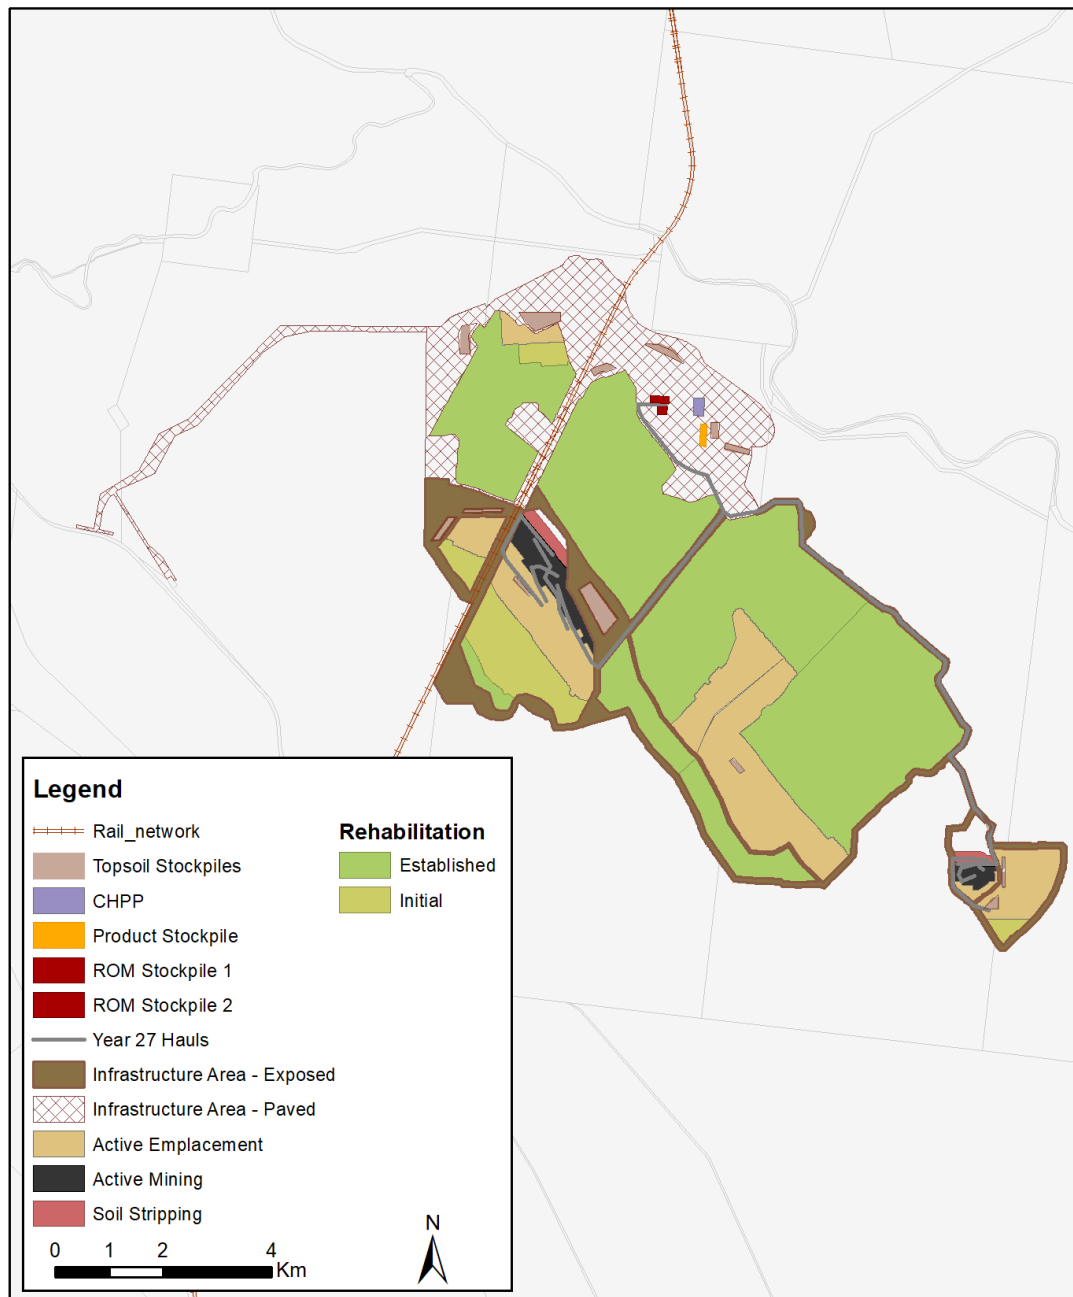 Legend
Rail_network
Topsoil Stockpiles
CHPP
Product Stockpile
ROM Stockpile 1
ROM Stockpile 2
Year 27 Hauls
Infrastructure Area - Exposed
Infrastructure Area - Paved
Active Emplacement
Active Mining
Soil Stripping
Rehabilitation
Established
Initial
N
0 1 2 4
Km